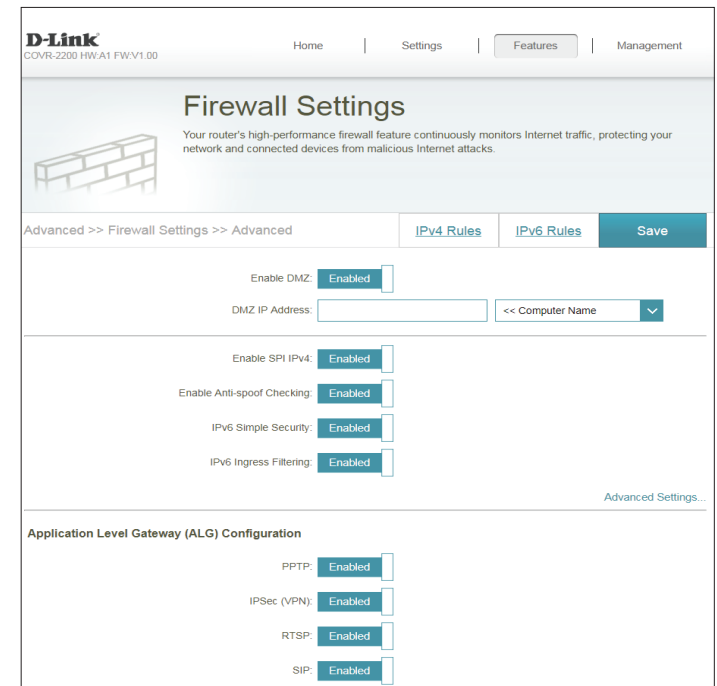 D-Link
COVR-2200 HW:A1 FW:V1.00
Home Settings Features Management
Firewall Settings
Your router's high-performance firewall feature continuously monitors Internet traffic, protecting your
network and connected devices from malicious Internet attacks.
Advanced >> Firewall Settings >> Advanced IPv4 Rules IPv6 Rules Save
Enable DMZ: Enabled
DMZ IP Address: << Computer Name
Enable SPI IPv4: Enabled
Enable Anti-spoof Checking: Enabled
IPv6 Simple Security: Enabled
IPv6 Ingress Filtering: Enabled
Advanced Settings...
Application Level Gateway (ALG) Configuration
PPTP: Enabled
IPSec (VPN): Enabled
RTSP: Enabled
SIP: Enabled